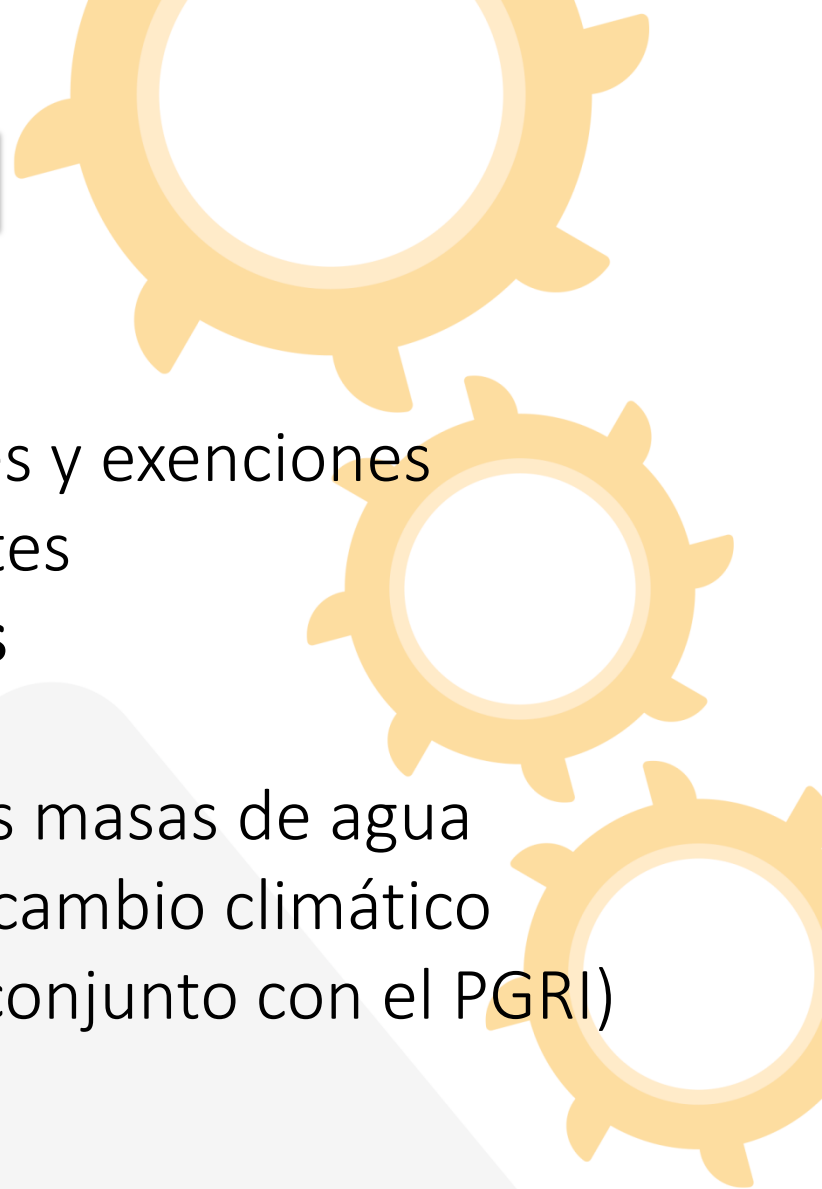 s y exenciones
tes
s
s masas de agua
cambio climático
conjunto con el PGRI)